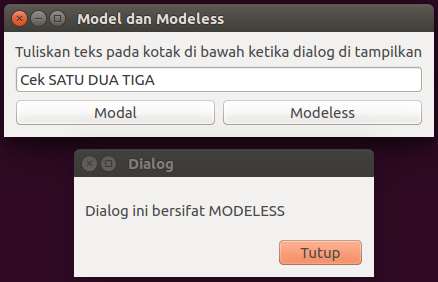 Model dan Modeless
Tuliskan teks pada kotak di bawah ketika dialog di tampilkan
Cek SATU DUA TIGA
Modal
Modeless
Dialog
Dialog ini bersifat MODELESS
Tutup